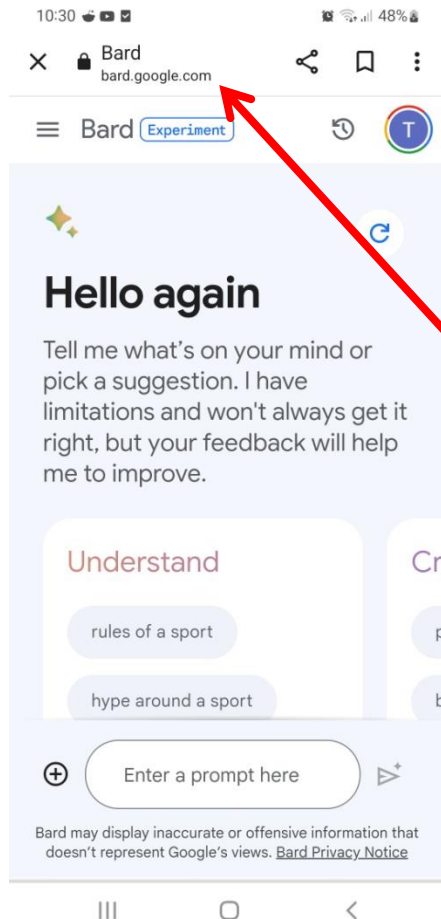 10:30 48%
Bard
bard.google.com
Bard Experiment T
Hello again
Tell me what's on your mind or
pick a suggestion. I have
limitations and won't always get it
right, but your feedback will help
me to improve.
Understand
Cr
rules of a sport
p
hype around a sport
b
Enter a prompt here
Bard may display inaccurate or offensive information that
doesn't represent Google's views. Bard Privacy Notice